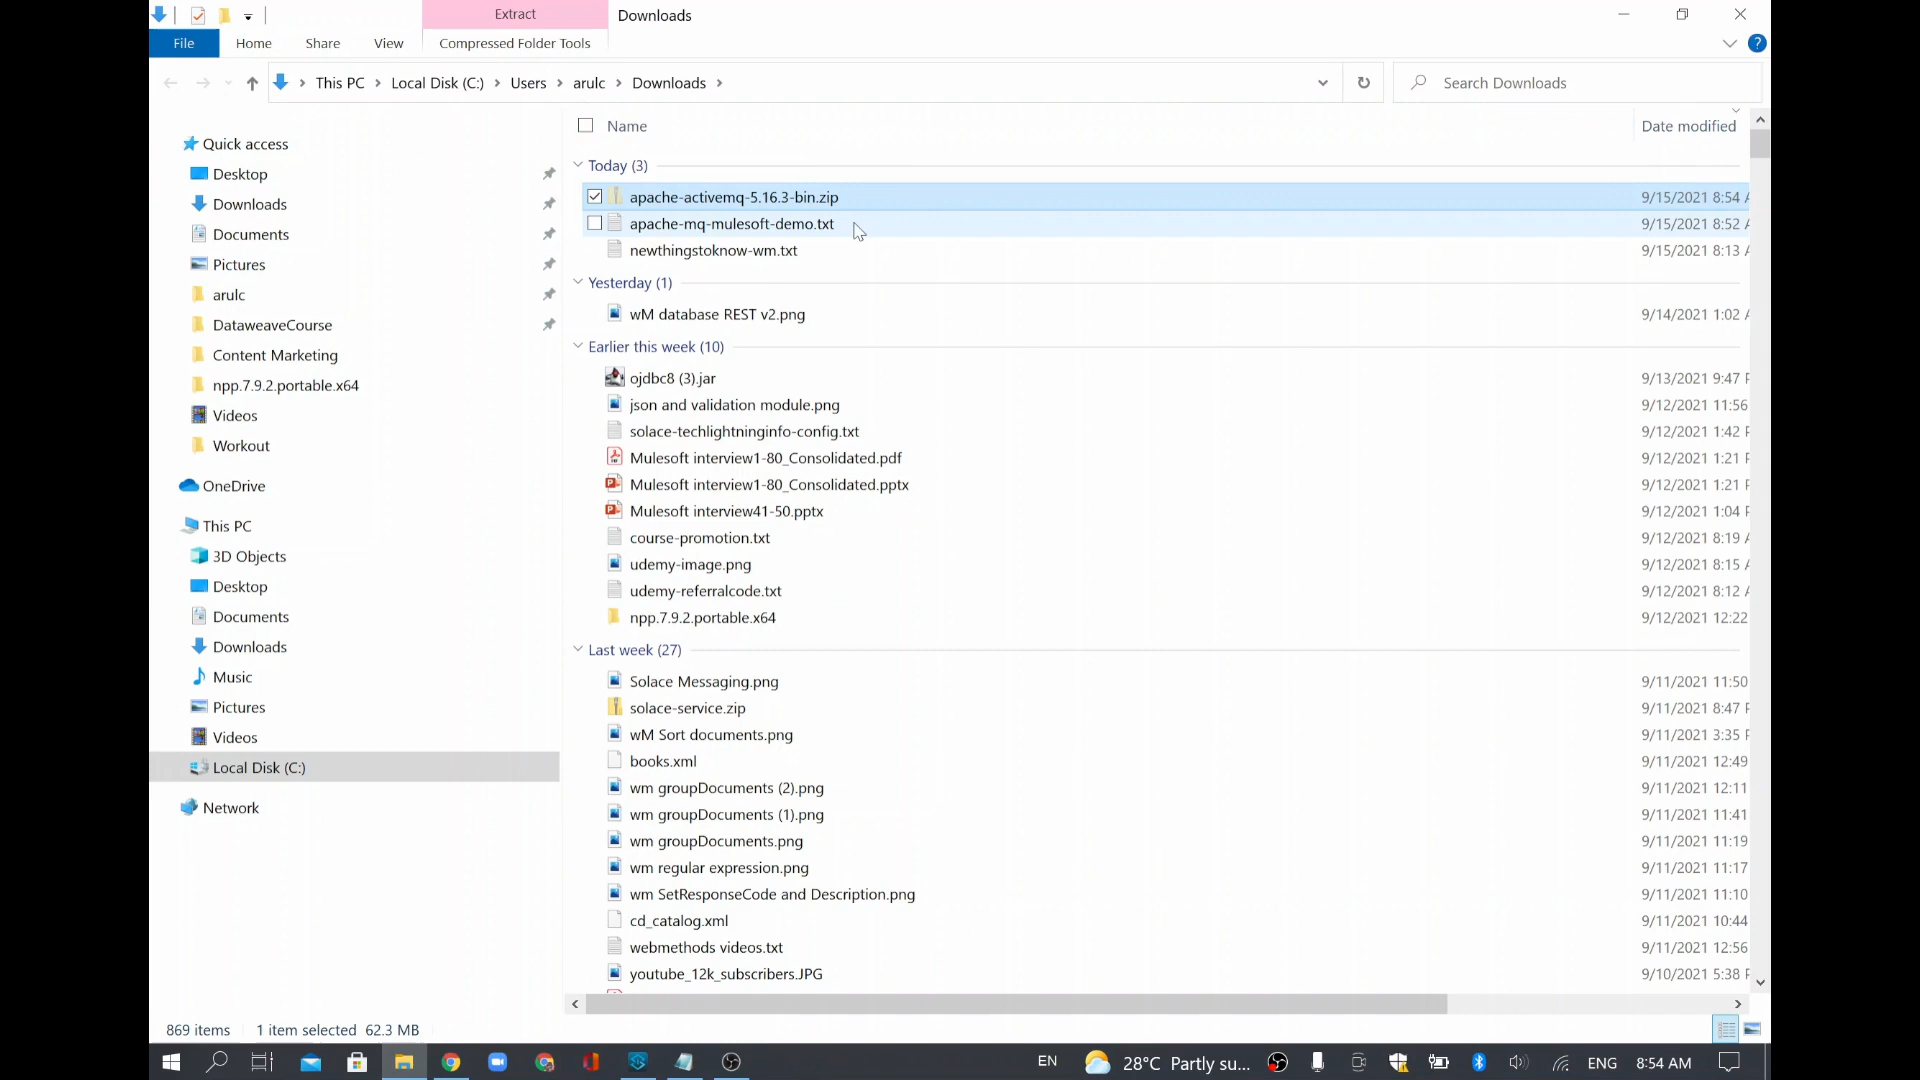 Extract
Downloads
File
Home
Share
View
Compressed Folder Tools
?
This PC
Local Disk (C:)
Users
arulc
Downloads
Search Downloads
Name
Date modified
Quick access
Desktop
Downloads
Documents
Pictures
arulc
DataweaveCourse
Content Marketing
npp.7.9.2.portable.x64
Videos
Workout
OneDrive
This PC
3D Objects
Desktop
Documents
Downloads
Music
Pictures
Videos
Local Disk (C:)
Network
Today (3)
apache-activemq-5.16.3-bin.zip 9/15/2021 8:54
apache-mq-mulesoft-demo.txt 9/15/2021 8:52
newthingstoknow-wm.txt 9/15/2021 8:13
Yesterday (1)
wM database REST v2.png 9/14/2021 1:02
Earlier this week (10)
ojdbc8 (3).jar 9/13/2021 9:47
json and validation module.png 9/12/2021 11:56
solace-techlightninginfo-config.txt 9/12/2021 1:42
Mulesoft interview1-80_Consolidated.pdf 9/12/2021 1:21
Mulesoft interview1-80_Consolidated.pptx 9/12/2021 1:21
Mulesoft interview41-50.pptx 9/12/2021 1:04
course-promotion.txt 9/12/2021 8:19
udemy-image.png 9/12/2021 8:15
udemy-referralcode.txt 9/12/2021 8:12
npp.7.9.2.portable.x64 9/12/2021 12:22
Last week (27)
Solace Messaging.png 9/11/2021 11:50
solace-service.zip 9/11/2021 8:47
wM Sort documents.png 9/11/2021 3:35
books.xml 9/11/2021 12:49
wm groupDocuments (2).png 9/11/2021 12:11
wm groupDocuments (1).png 9/11/2021 11:41
wm groupDocuments.png 9/11/2021 11:19
wm regular expression.png 9/11/2021 11:17
wm SetResponseCode and Description.png 9/11/2021 11:10
cd_catalog.xml 9/11/2021 10:44
webmethods videos.txt 9/11/2021 12:56
youtube_12k_subscribers.JPG 9/10/2021 5:38
869 items 1 item selected 62.3 MB
EN
28°C Partly su...
ENG
8:54 AM